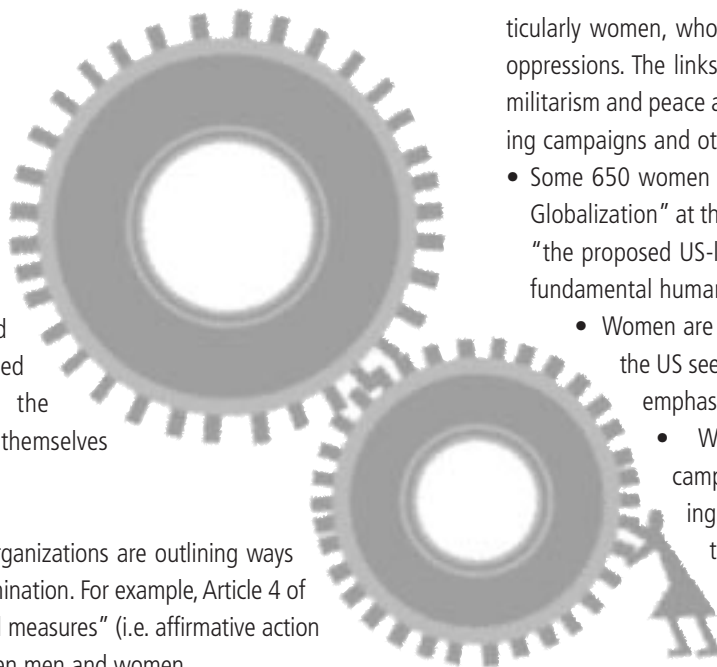 d
ed
the
themselves
rganizations are outlining ways
mination. For example, Article 4 of
l measures” (i.e. affirmative action
en men and women
ticularly women, who
oppressions. The links
militarism and peace a
ing campaigns and ot
• Some 650 women
Globalization” at th
“the proposed US-l
fundamental human
• Women are
the US see
emphas
• W
camp
ing
t